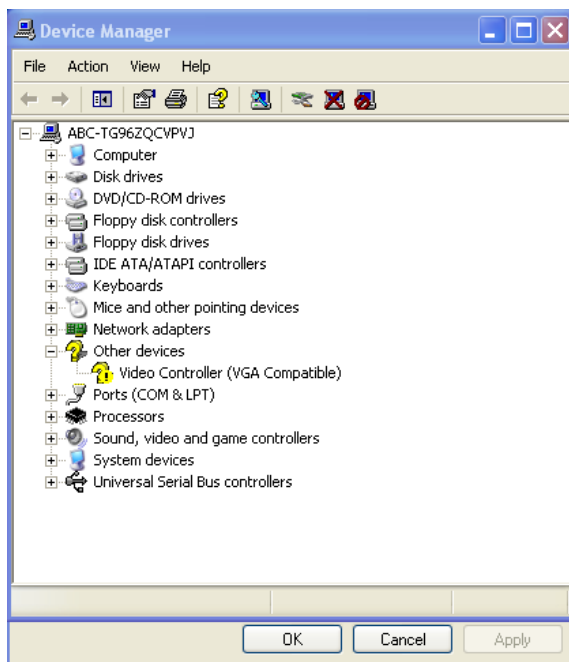 Device Manager
File Action View Help
ABC-TG96ZQCVPVJ
Computer
Disk drives
DVD/CD-ROM drives
Floppy disk controllers
Floppy disk drives
IDE ATA/ATAPI controllers
Keyboards
Mice and other pointing devices
Network adapters
Other devices
Video Controller (VGA Compatible)
Ports (COM & LPT)
Processors
Sound, video and game controllers
System devices
Universal Serial Bus controllers
OK Cancel Apply